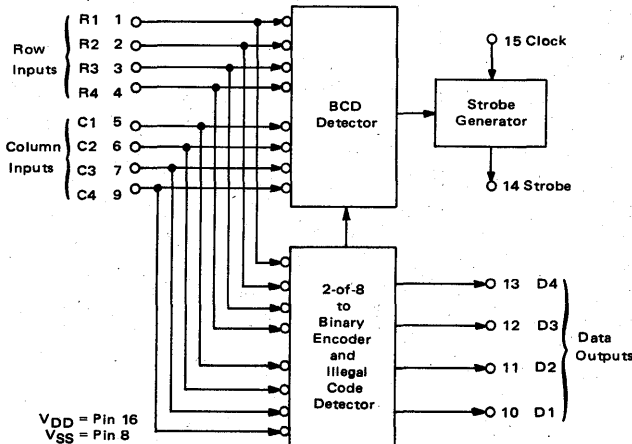 Row Inputs
R1 1
R2 2
R3 3
R4 4
Column Inputs
C1 5
C2 6
C3 7
C4 9
BCD Detector
15 Clock
Strobe Generator
14 Strobe
2-of-8 to Binary Encoder and Illegal Code Detector
13 D4
12 D3
11 D2
10 D1
Data Outputs
VDD = Pin 16
VSS = Pin 8